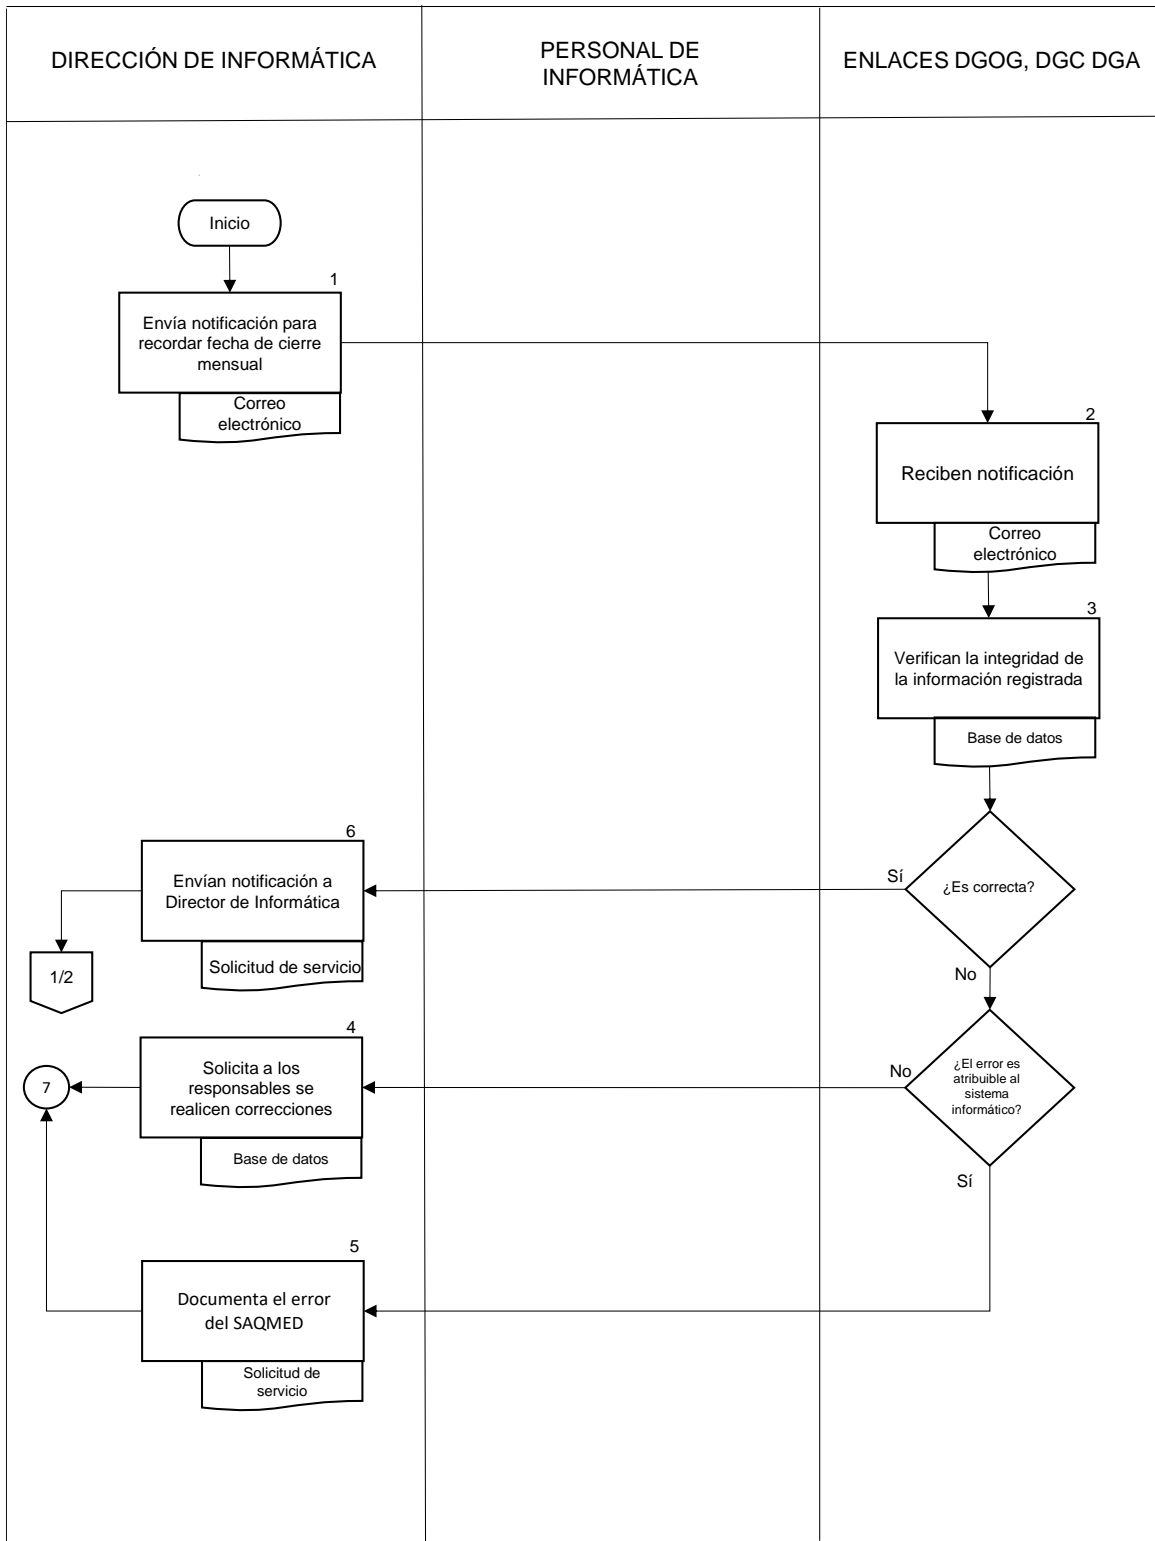 DIRECCIÓN DE INFORMÁTICA
PERSONAL DE
INFORMÁTICA
ENLACES DGOG, DGC DGA
Inicio
1
Envía notificación para
recordar fecha de cierre
mensual
Correo
electrónico
2
Reciben notificación
Correo
electrónico
3
Verifican la integridad de
la información registrada
Base de datos
¿Es correcta?
Sí
No
6
Envían notificación a
Director de Informática
Solicitud de servicio
1/2
¿El error es
atribuible al
sistema
informático?
No
Sí
4
Solicita a los
responsables se
realicen correcciones
Base de datos
7
5
Documenta el error
del SAQMED
Solicitud de
servicio